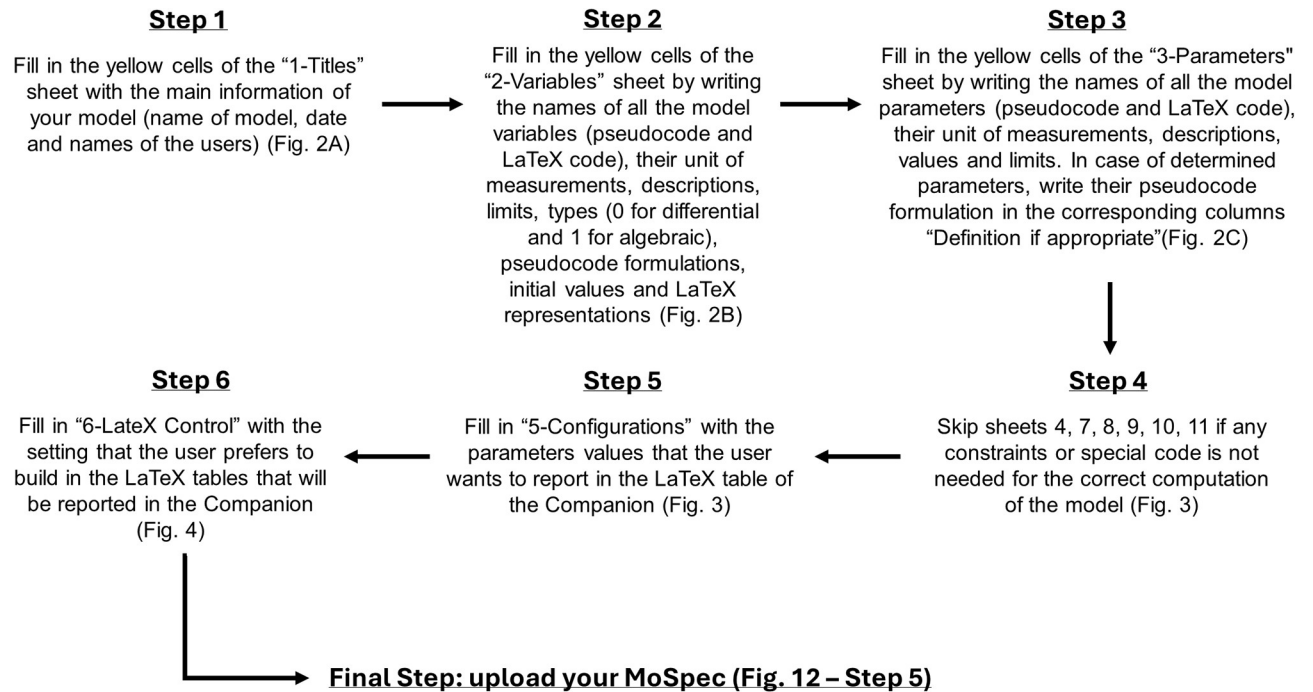 Step 1
Fill in the yellow cells of the “1-Titles”
sheet with the main information of
your model (name of model, date
and names of the users) (Fig. 2A)
Step 2
Fill in the yellow cells of the
“2-Variables” sheet by writing
the names of all the model
variables (pseudocode and
LaTeX code), their unit of
measurements, descriptions,
limits, types (0 for differential
and 1 for algebraic),
pseudocode formulations,
initial values and LaTeX
representations (Fig. 2B)
Step 3
Fill in the yellow cells of the “3-Parameters"
sheet by writing the names of all the model
parameters (pseudocode and LaTeX code),
their unit of measurements, descriptions,
values and limits. In case of determined
parameters, write their pseudocode
formulation in the corresponding columns
“Definition if appropriate”(Fig. 2C)
Step 4
Skip sheets 4, 7, 8, 9, 10, 11 if any
constraints or special code is not
needed for the correct computation
of the model (Fig. 3)
Step 5
Fill in “5-Configurations” with the
parameters values that the user
wants to report in the LaTeX table of
the Companion (Fig. 3)
Step 6
Fill in “6-LateX Control” with the
setting that the user prefers to
build in the LaTeX tables that will
be reported in the Companion
(Fig. 4)
Final Step: upload your MoSpec (Fig. 12 – Step 5)